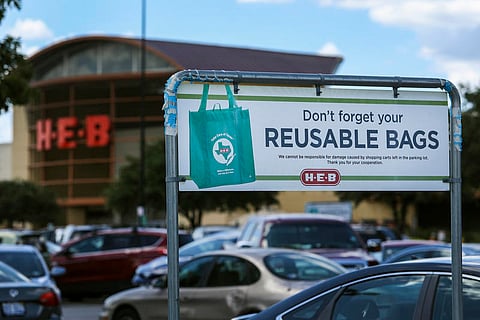 H-E-B
Don't forget your
REUSABLE BAGS
We cannot be responsible for damage caused by shopping carts left in the parking lot.
Thank you for your cooperation.
H-E-B